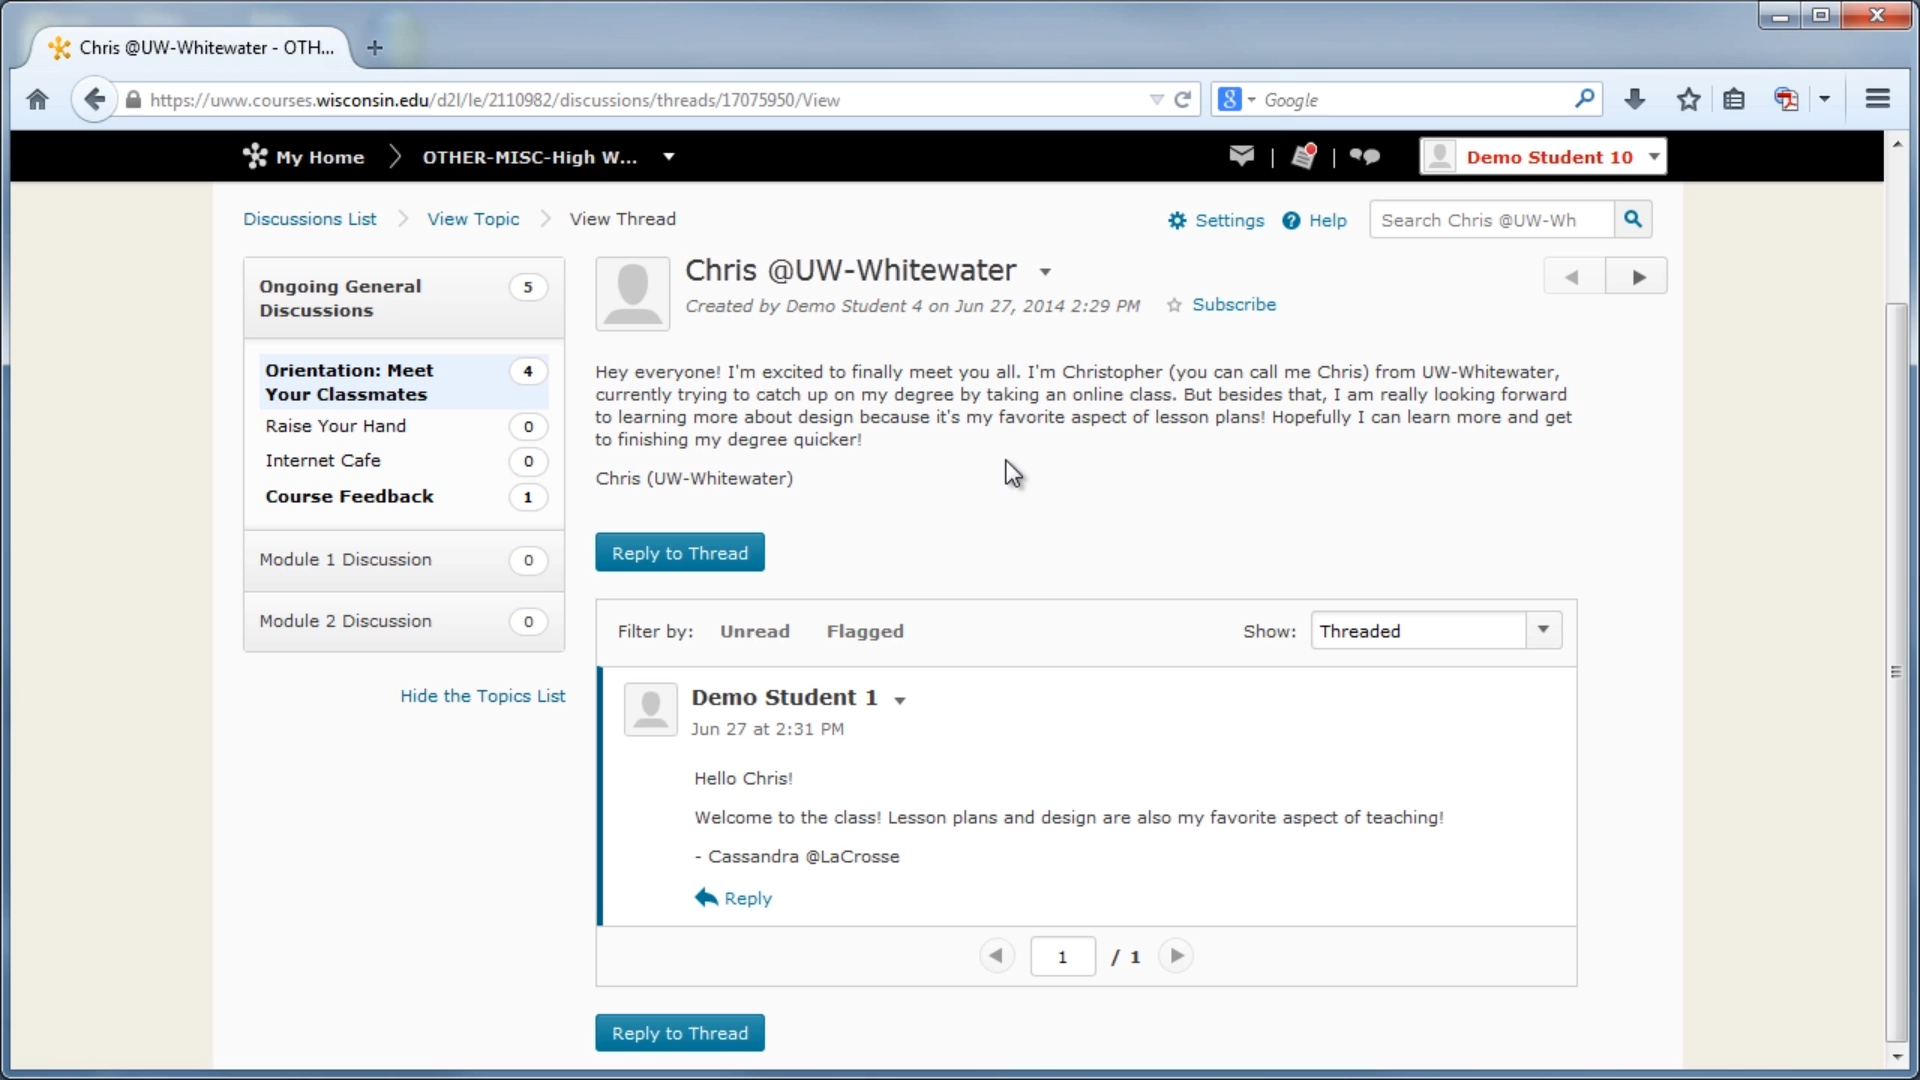 Chris @UW-Whitewater - OTH...
https://uww.courses.wisconsin.edu/d2l/le/2110982/discussions/threads/17075950/View
Google
My Home
OTHER-MISC-High W...
Demo Student 10
Discussions List
View Topic
View Thread
Settings
Help
Search Chris @UW-Wh
Ongoing General
Discussions
5
Orientation: Meet
Your Classmates
4
Raise Your Hand
0
Internet Cafe
0
Course Feedback
1
Module 1 Discussion
0
Module 2 Discussion
0
Hide the Topics List
Chris @UW-Whitewater
Created by Demo Student 4 on Jun 27, 2014 2:29 PM
Subscribe
Hey everyone! I'm excited to finally meet you all. I'm Christopher (you can call me Chris) from UW-Whitewater,
currently trying to catch up on my degree by taking an online class. But besides that, I am really looking forward
to learning more about design because it's my favorite aspect of lesson plans! Hopefully I can learn more and get
to finishing my degree quicker!
Chris (UW-Whitewater)
Reply to Thread
Filter by:
Unread
Flagged
Show:
Threaded
Demo Student 1
Jun 27 at 2:31 PM
Hello Chris!
Welcome to the class! Lesson plans and design are also my favorite aspect of teaching!
- Cassandra @LaCrosse
Reply
1 / 1
Reply to Thread